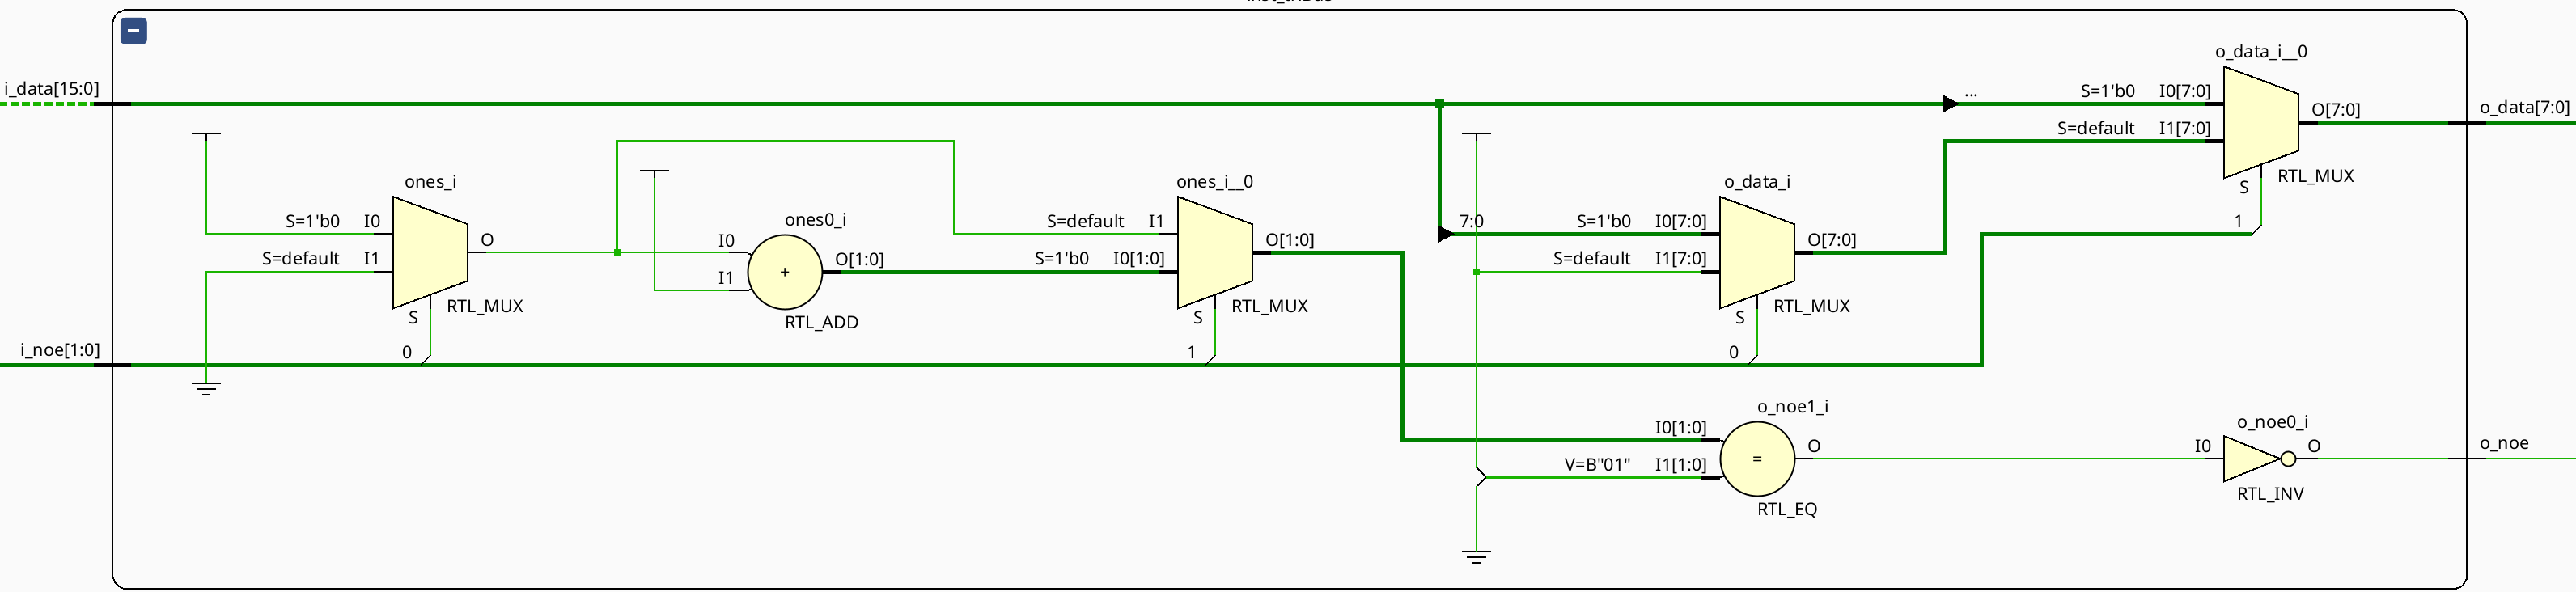 i_data[15:0]
o_data_i__0
...
S=1'b0 I0[7:0]
S=default I1[7:0]
O[7:0]
o_data[7:0]
S
RTL_MUX
1
ones_i
S=1'b0 I0
S=default I1
O
S
RTL_MUX
0
ones0_i
I0
I1
+
O[1:0]
RTL_ADD
ones_i__0
S=default I1
S=1'b0 I0[1:0]
O[1:0]
S
RTL_MUX
1
7:0
o_data_i
S=1'b0 I0[7:0]
S=default I1[7:0]
O[7:0]
S
RTL_MUX
0
i_noe[1:0]
o_noe1_i
I0[1:0]
V=B"01" I1[1:0]
=
O
RTL_EQ
o_noe0_i
I0
O
RTL_INV
o_noe